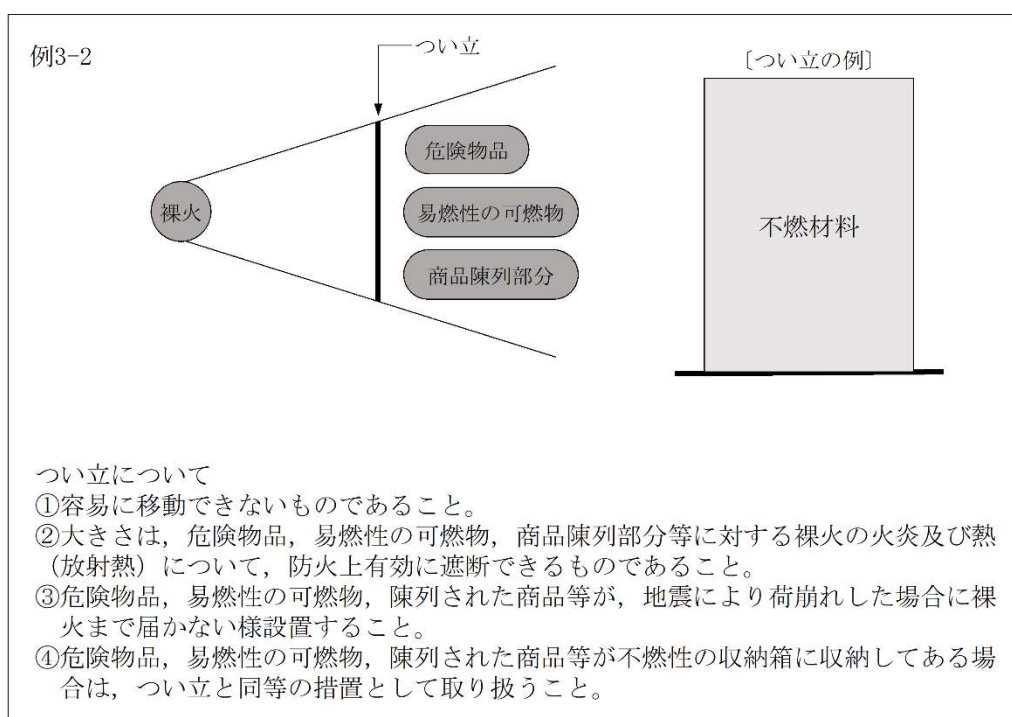 例3-2
つい立
〔つい立の例〕
危険物品
裸火
易燃性の可燃物
不燃材料
商品陳列部分
つい立について
①容易に移動できないものであること。
②大きさは，危険物品，易燃性の可燃物，商品陳列部分等に対する裸火の火炎及び熱
（放射熱）について，防火上有効に遮断できるものであること。
③危険物品，易燃性の可燃物，陳列された商品等が，地震により荷崩れした場合に裸
火まで届かない様設置すること。
④危険物品，易燃性の可燃物，陳列された商品等が不燃性の収納箱に収納してある場
合は，つい立と同等の措置として取り扱うこと。